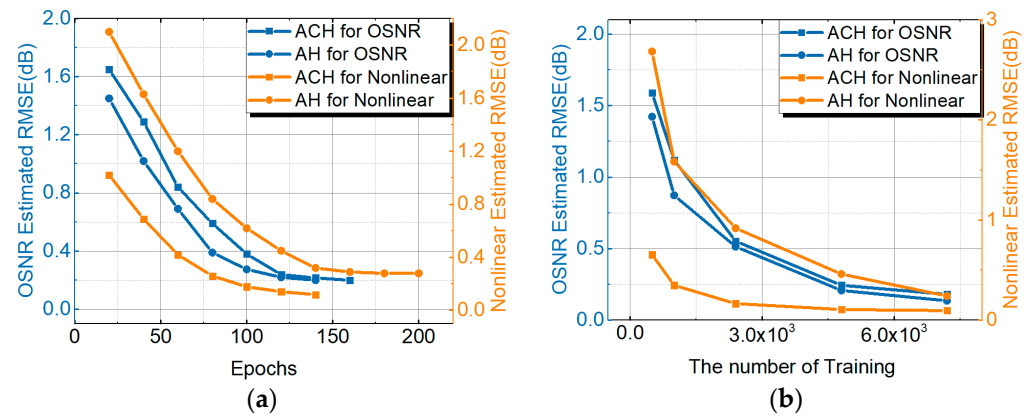 2.0
1.6
1.2
0.8
0.4
0.0
OSNR Estimated RMSE(dB)
ACH for OSNR
AH for OSNR
ACH for Nonlinear
AH for Nonlinear
2.0
1.6
1.2
0.8
0.4
0.0
Nonlinear Estimated RMSE(dB)
0 50 100 150 200
Epochs
(a)
2.0
1.5
1.0
0.5
0.0
OSNR Estimated RMSE(dB)
ACH for OSNR
AH for OSNR
ACH for Nonlinear
AH for Nonlinear
3
2
1
0
Nonlinear Estimated RMSE(dB)
0.0 3.0x10³ 6.0x10³
The number of Training
(b)